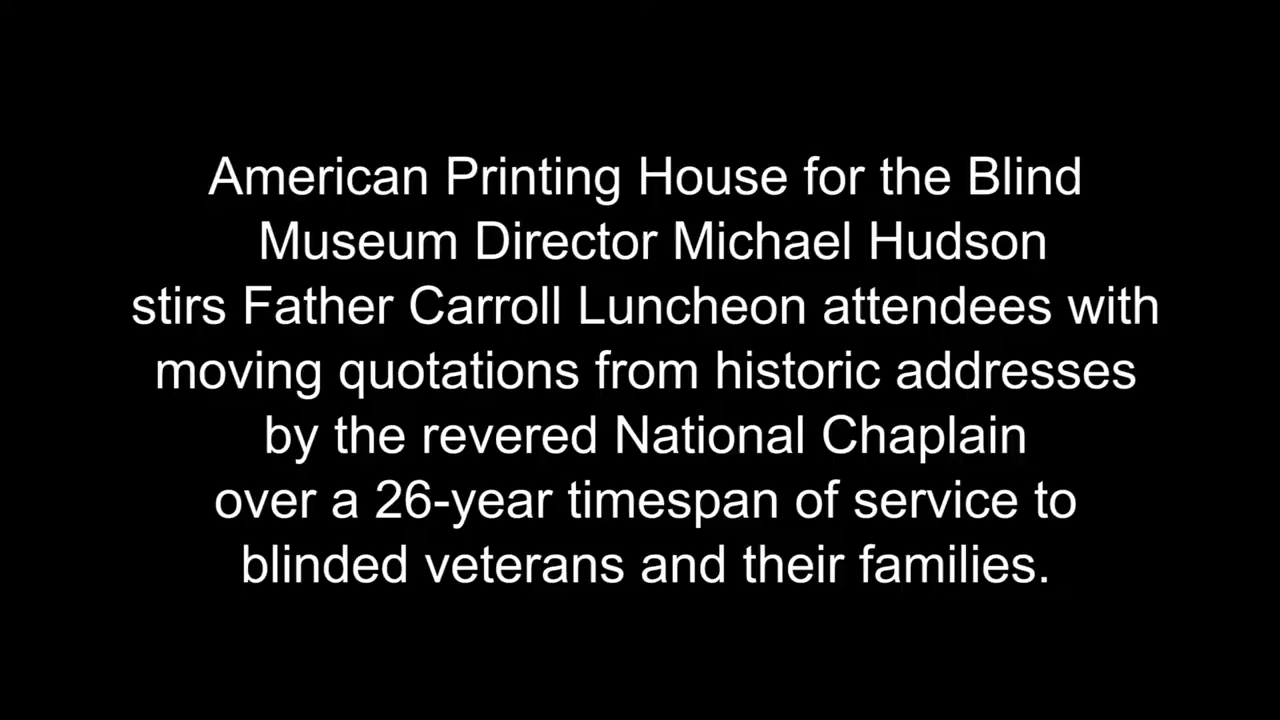 American Printing House for the Blind
Museum Director Michael Hudson
stirs Father Carroll Luncheon attendees with
moving quotations from historic addresses
by the revered National Chaplain
over a 26-year timespan of service to
blinded veterans and their families.